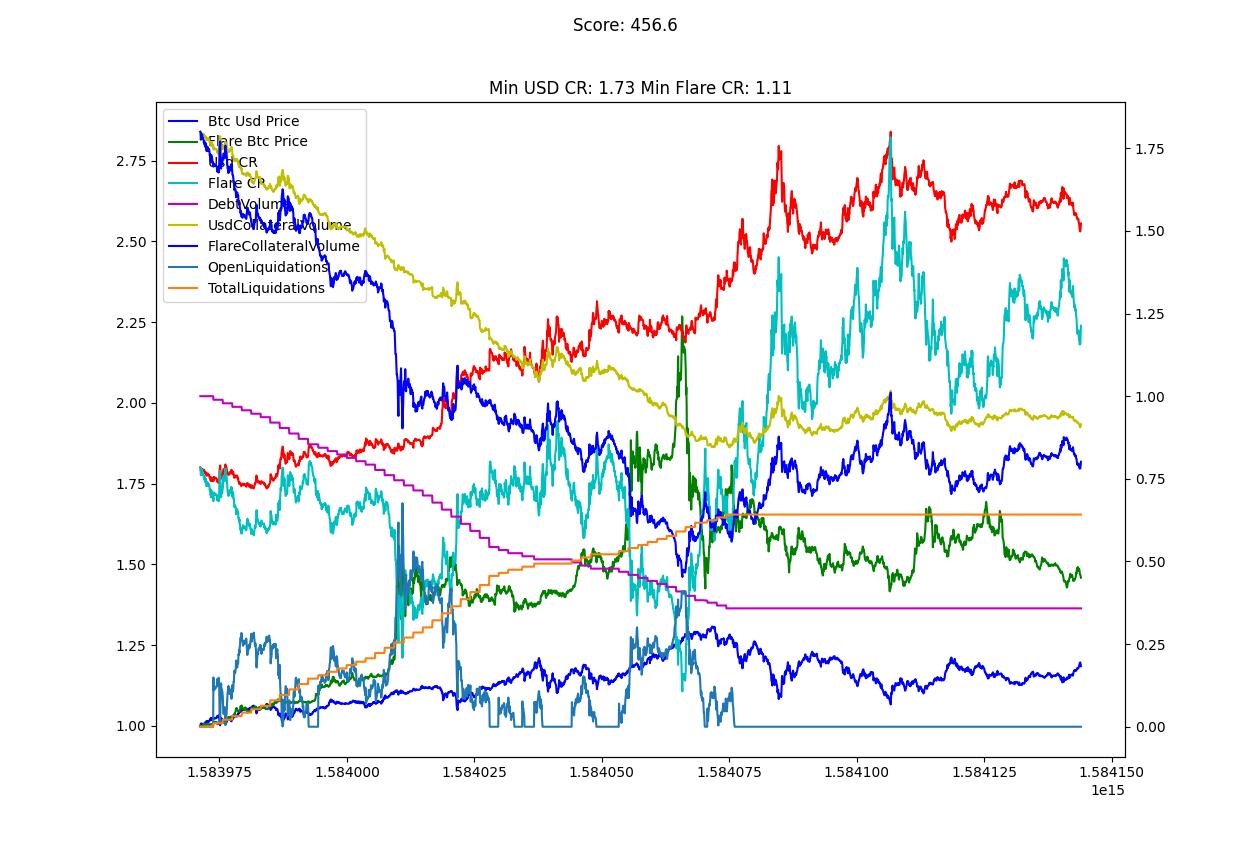 Score: 456.6
Min USD CR: 1.73 Min Flare CR: 1.11
Btc Usd Price
Flare Btc Price
Usd CR
Flare CR
DebtVolume
UsdCollateralVolume
FlareCollateralVolume
OpenLiquidations
TotalLiquidations
2.75
2.50
2.25
2.00
1.75
1.50
1.25
1.00
1.75
1.50
1.25
1.00
0.75
0.50
0.25
0.00
1.583975 1.584000 1.584025 1.584050 1.584075 1.584100 1.584125 1.584150
1e15